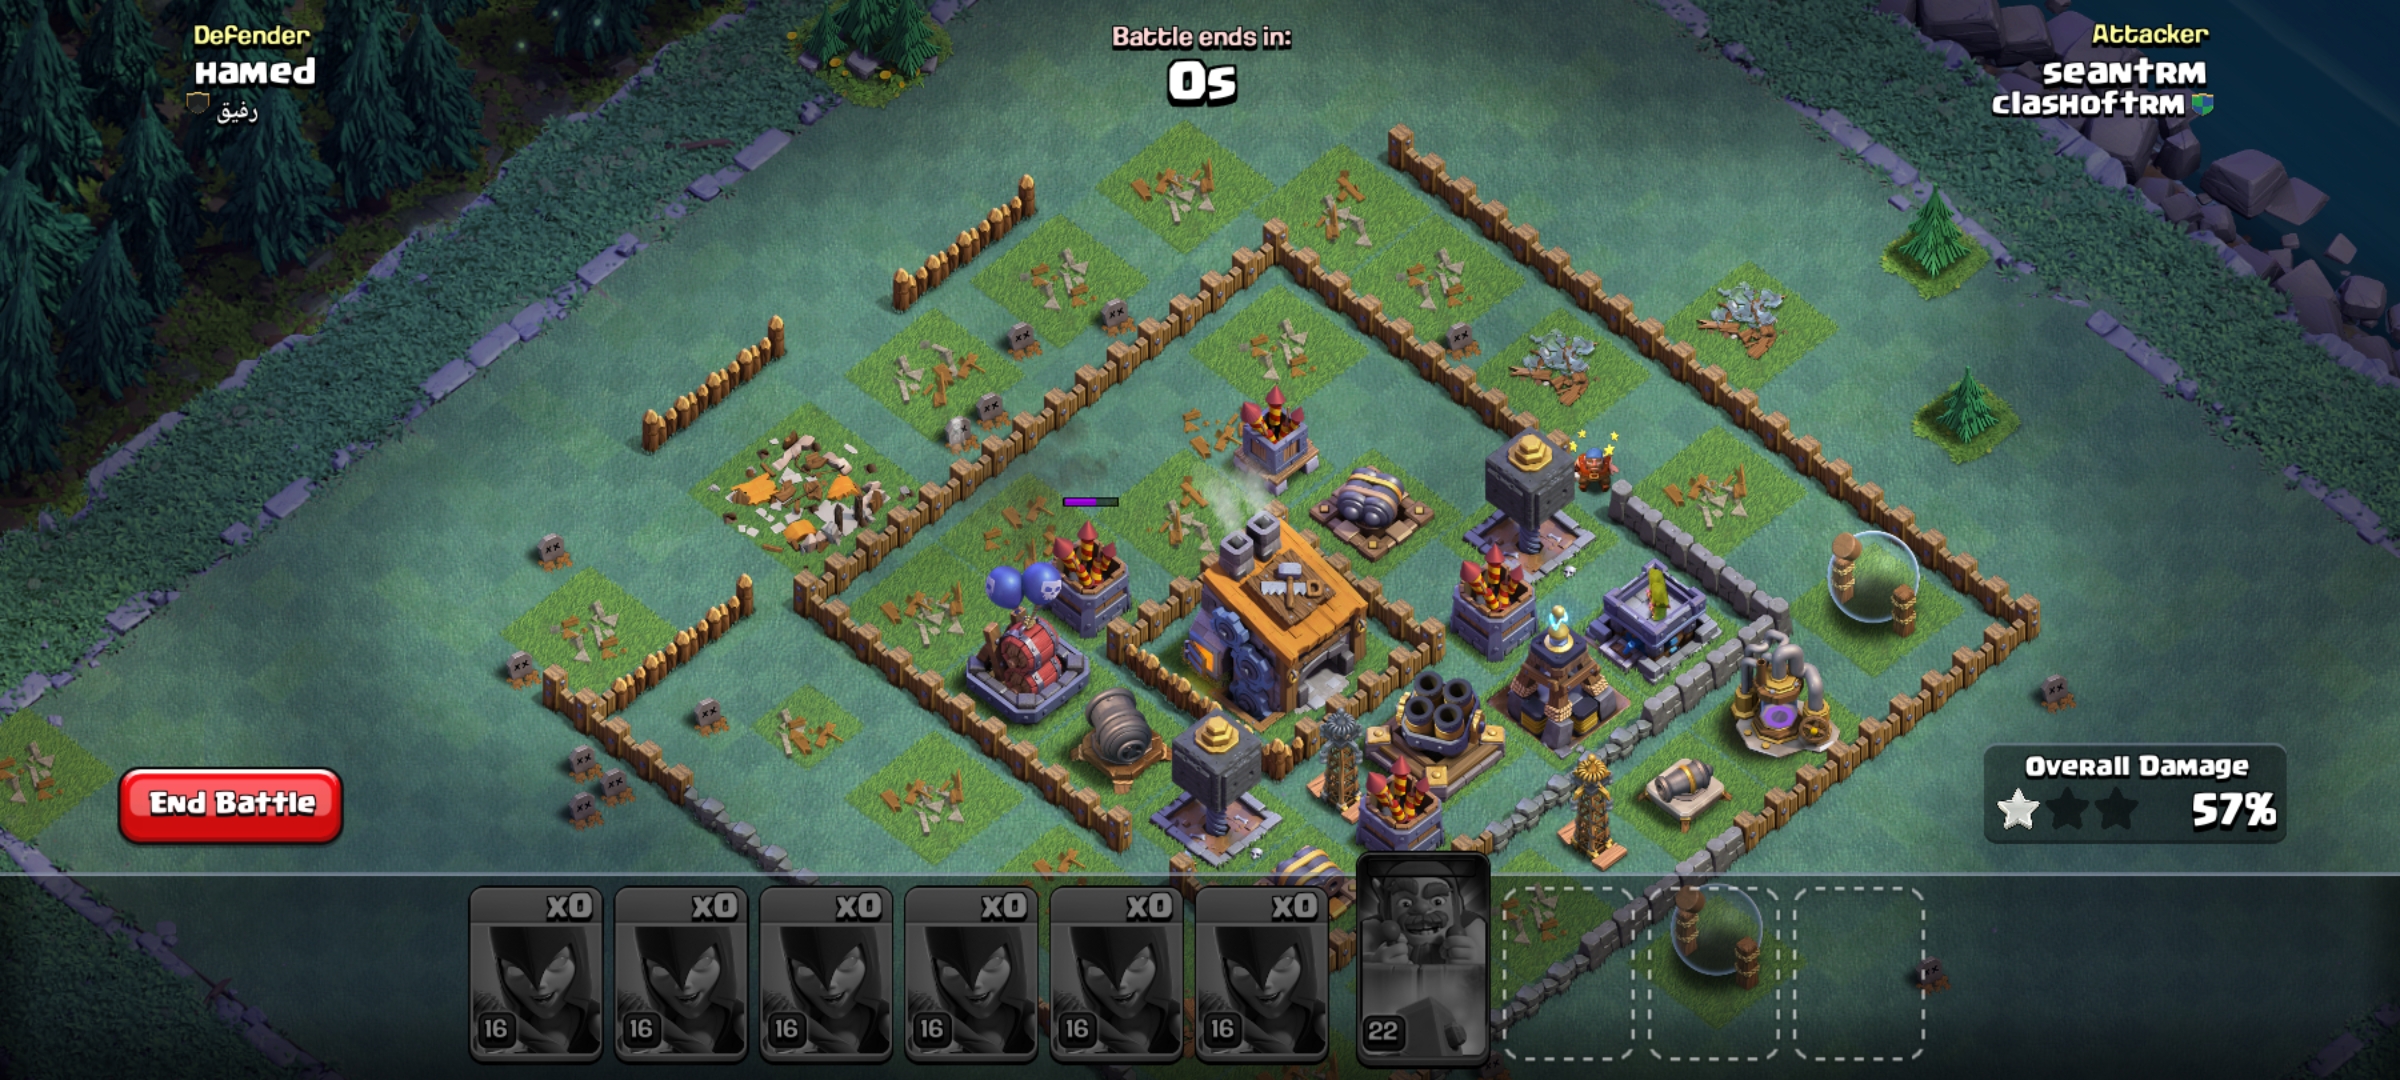 Defender
Hamed
رفيق
Battle ends in:
0s
Attacker
seantRM
clashoftRM
Overall Damage
57%
End Battle
x0 x0 x0 x0 x0 x0
16 16 16 16 16 16 22